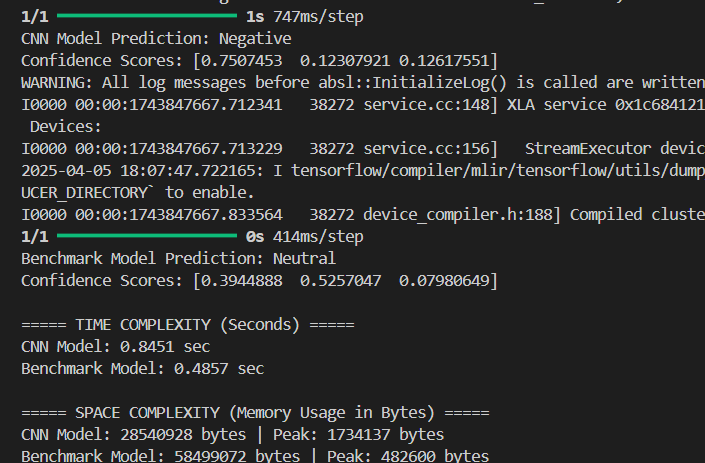 1/1 ━━━━━━━━━━━━━━━━━━━━ 1s 747ms/step
CNN Model Prediction: Negative
Confidence Scores: [0.7507453  0.12307921 0.12617551]
WARNING: All log messages before absl::InitializeLog() is called are written
I0000 00:00:1743847667.712341   38272 service.cc:148] XLA service 0x1c684121
 Devices:
I0000 00:00:1743847667.713229   38272 service.cc:156]   StreamExecutor devic
2025-04-05 18:07:47.722165: I tensorflow/compiler/mlir/tensorflow/utils/dump
UCER_DIRECTORY` to enable.
I0000 00:00:1743847667.833564   38272 device_compiler.h:188] Compiled cluste
1/1 ━━━━━━━━━━━━━━━━━━━━ 0s 414ms/step
Benchmark Model Prediction: Neutral
Confidence Scores: [0.3944888  0.5257047  0.07980649]
===== TIME COMPLEXITY (Seconds) =====
CNN Model: 0.8451 sec
Benchmark Model: 0.4857 sec
===== SPACE COMPLEXITY (Memory Usage in Bytes) =====
CNN Model: 28540928 bytes | Peak: 1734137 bytes
Benchmark Model: 58499072 bytes | Peak: 482600 bytes